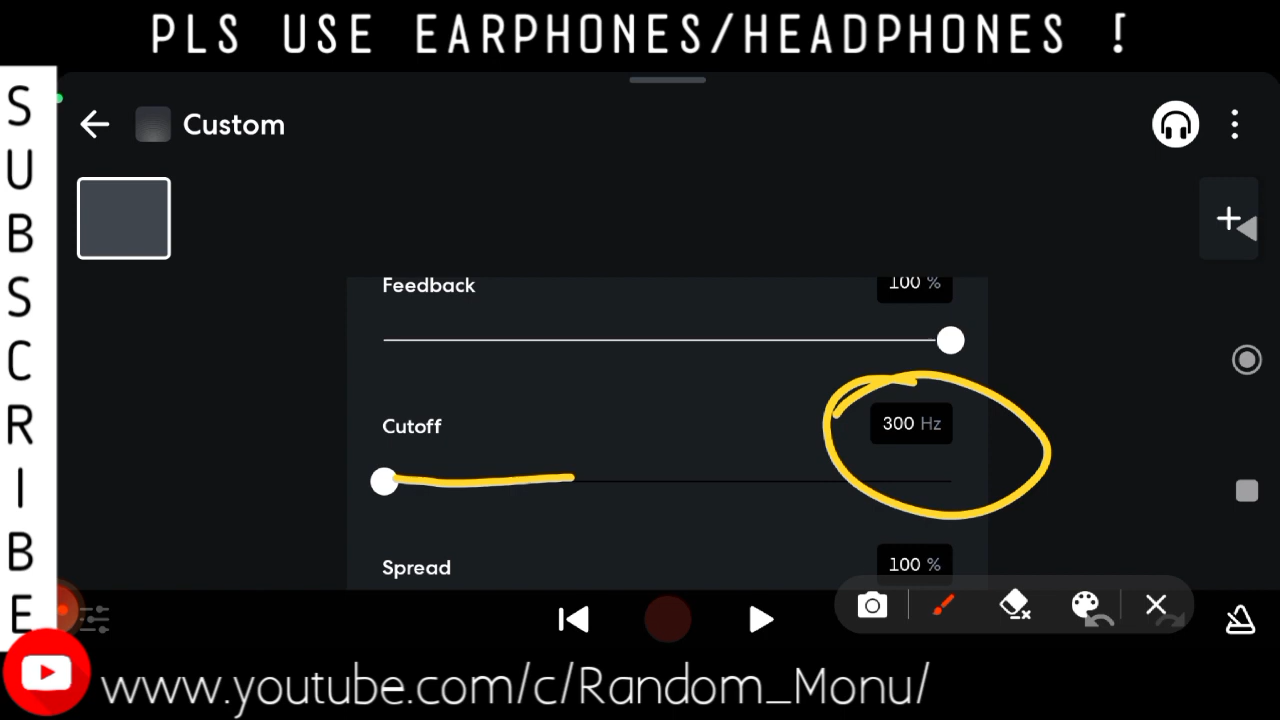 PLS USE EARPHONES/HEADPHONES !
SUBSCRIBE
Custom
Feedback
100 %
Cutoff
300 Hz
Spread
100 %
www.youtube.com/c/Random_Monu/